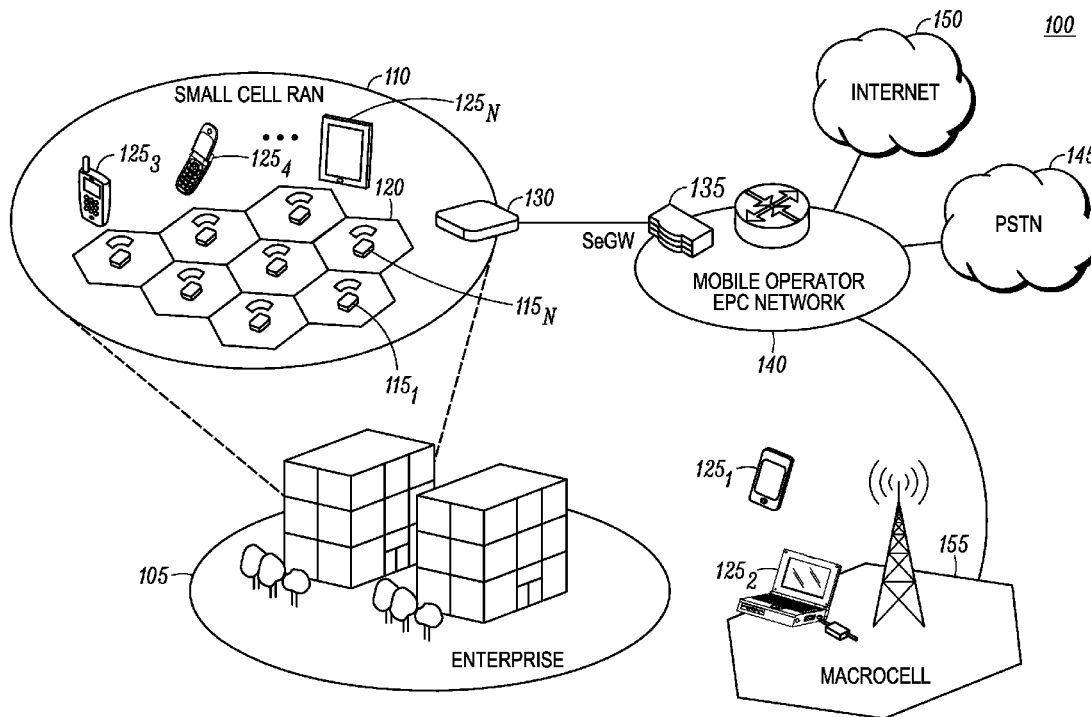 100
150
INTERNET
110
SMALL CELL RAN
125N
1253
1254
145
PSTN
120
130
135
SeGW
MOBILE OPERATOR
EPC NETWORK
115N
1151
140
1251
105
1252
155
ENTERPRISE
MACROCELL